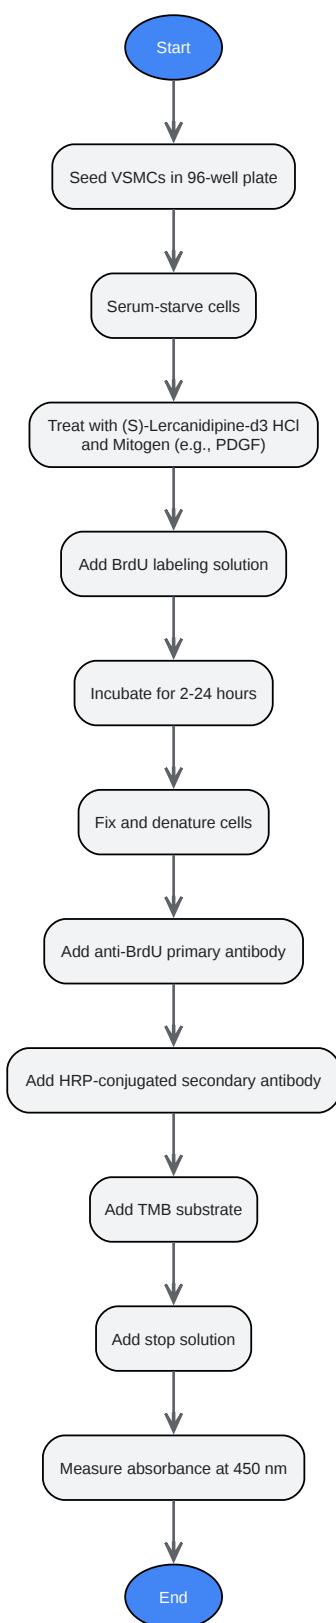 Start
Seed VSMCs in 96-well plate
Serum-starve cells
Treat with (S)-Lercanidipine-d3 HCl
and Mitogen (e.g., PDGF)
Add BrdU labeling solution
Incubate for 2-24 hours
Fix and denature cells
Add anti-BrdU primary antibody
Add HRP-conjugated secondary antibody
Add TMB substrate
Add stop solution
Measure absorbance at 450 nm
End